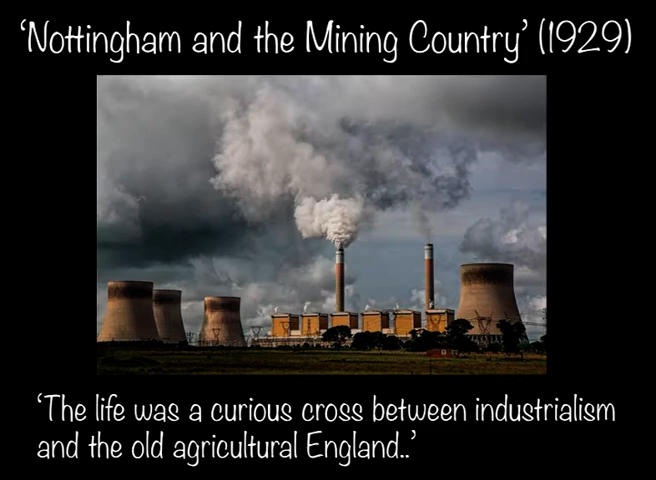 ‘Nottingham and the Mining Country’ (1929)
‘The life was a curious cross between industrialism
and the old agricultural England..’